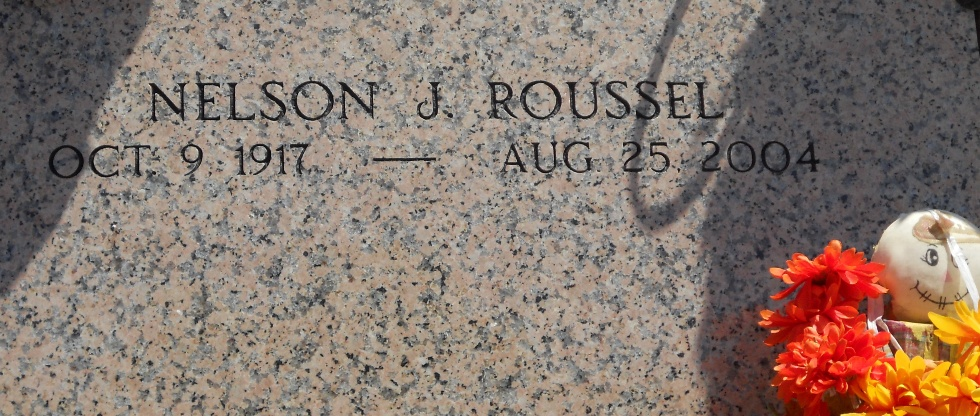 NELSON J. ROUSSEL
OCT. 9, 1917 — AUG 25, 2004